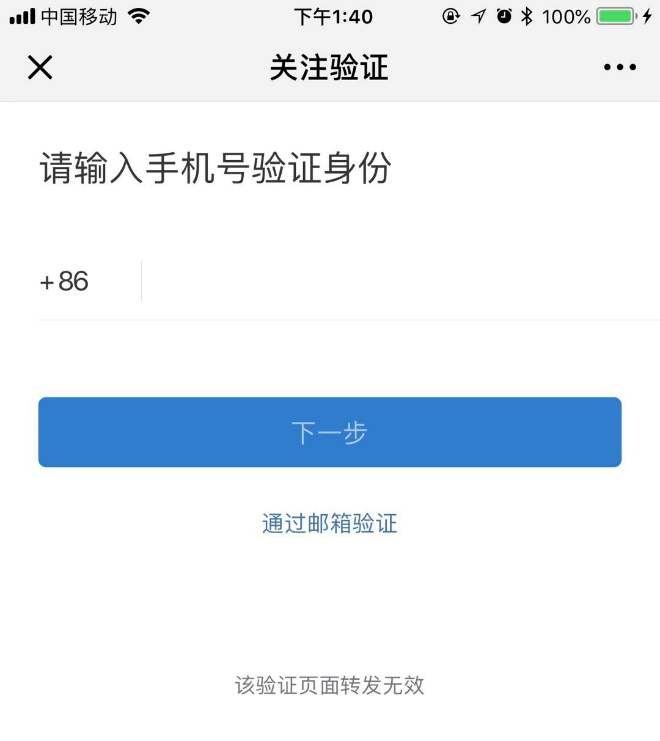 中国移动 下午1:40 100%
关注验证
请输入手机号验证身份
+86
下一步
通过邮箱验证
该验证页面转发无效